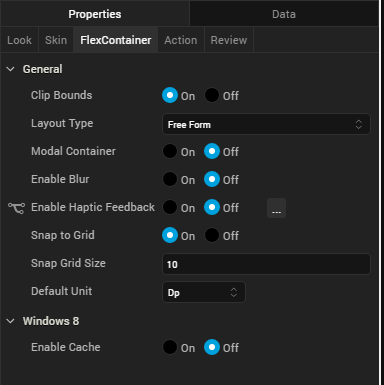 Properties Data
Look Skin FlexContainer Action Review
General
Clip Bounds On Off
Layout Type Free Form
Modal Container On Off
Enable Blur On Off
Enable Haptic Feedback On Off ...
Snap to Grid On Off
Snap Grid Size 10
Default Unit Dp
Windows 8
Enable Cache On Off